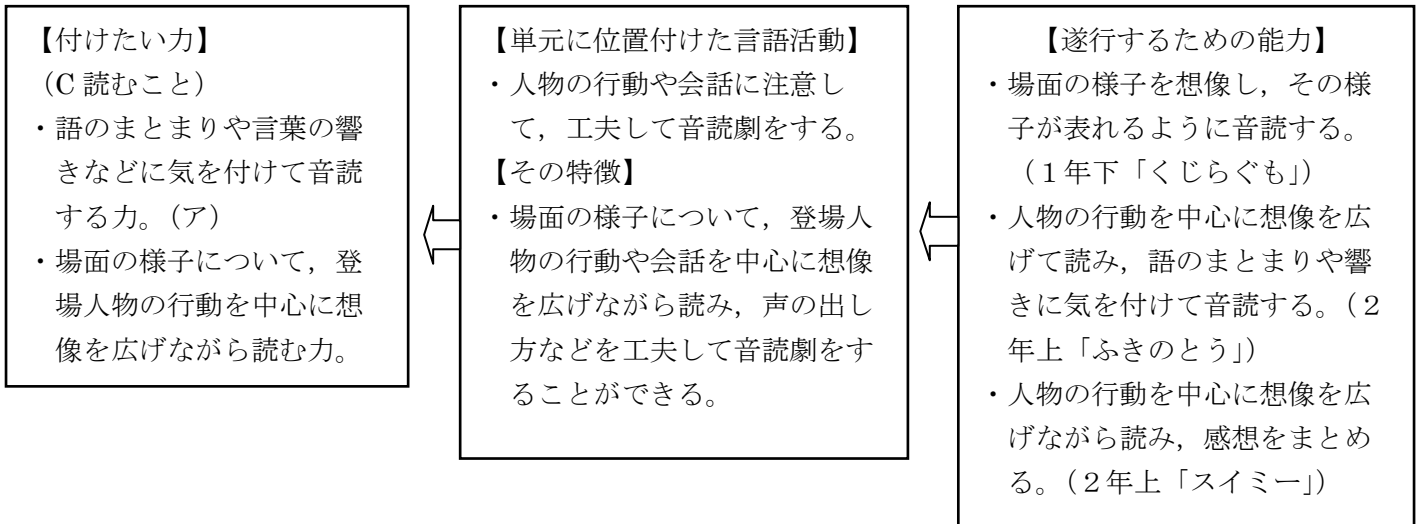 【付けたい力】
（C 読むこと）
・語のまとまりや言葉の響
きなどに気を付けて音読
する力。（ア）
・場面の様子について，登
場人物の行動を中心に想
像を広げながら読む力。
【単元に位置付けた言語活動】
・人物の行動や会話に注意し
て，工夫して音読劇をする。
【その特徴】
・場面の様子について，登場人
物の行動や会話を中心に想像
を広げながら読み，声の出し
方などを工夫して音読劇をす
ることができる。
【遂行するための能力】
・場面の様子を想像し，その様
子が表れるように音読する。
（１年下「くじらぐも」）
・人物の行動を中心に想像を広
げて読み，語のまとまりや響
きに気を付けて音読する。（２
年上「ふきのとう」）
・人物の行動を中心に想像を広
げながら読み，感想をまとめ
る。（２年上「スイミー」）